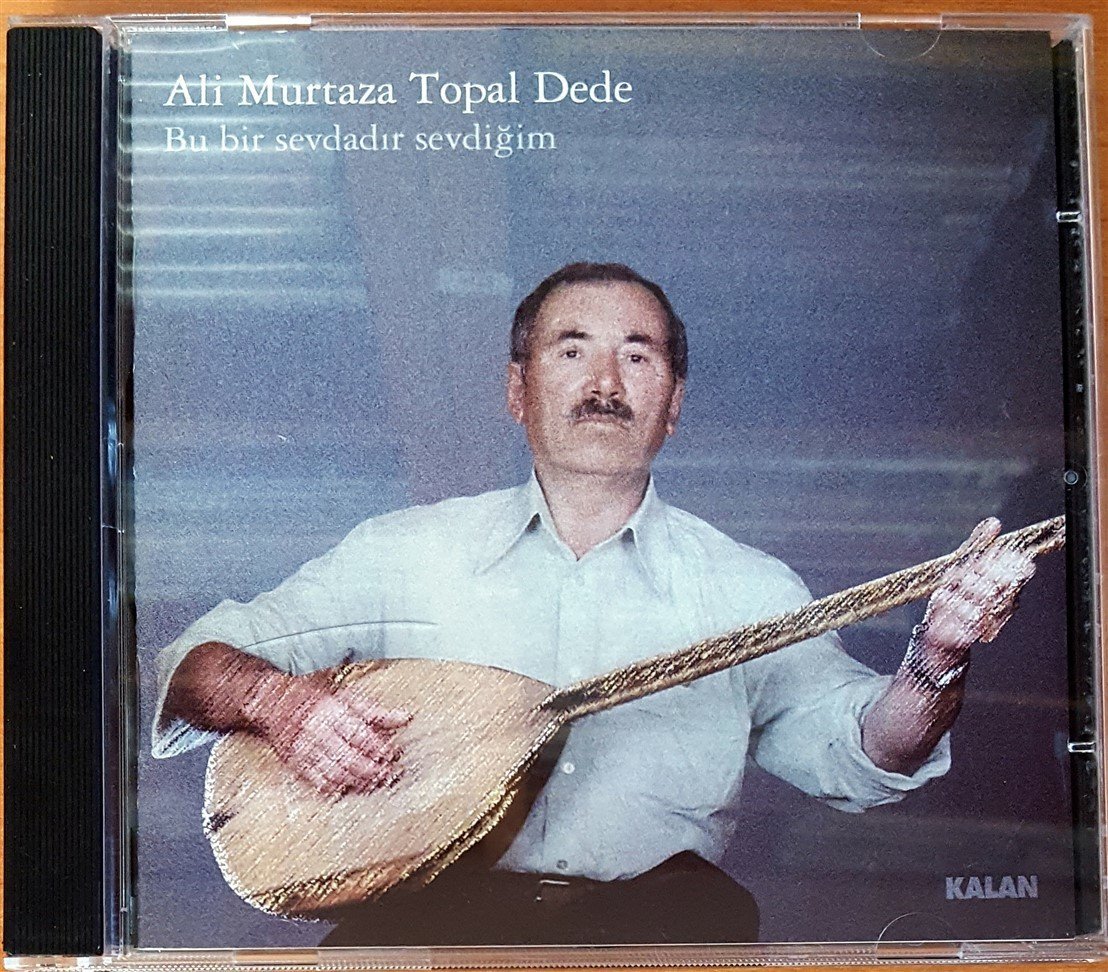 Ali Murtaza Topal Dede
Bu bir sevdadır sevdiğim
KALAN